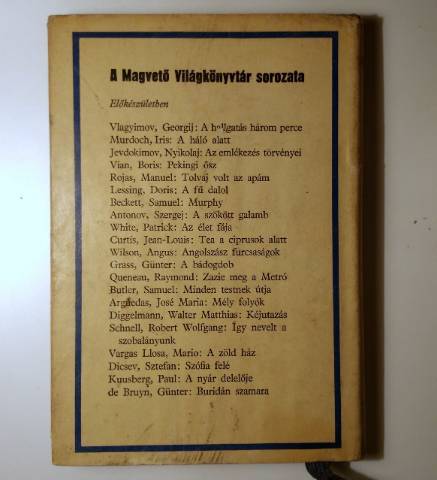 A Magvető Világkönyvtár sorozata
Előkészületben
Vlagyimov, Georgij: A hallgatás három perce
Murdoch, Iris: A háló alatt
Jevdokimov, Nyikolaj: Az emlékezés törvényei
Vian, Boris: Pekingi ősz
Rojas, Manuel: Tolvaj volt az apám
Lessing, Doris: A fű dalol
Beckett, Samuel: Murphy
Antonov, Szergej: A szökött galamb
White, Patrick: Az élet fája
Curtis, Jean-Louis: Tea a ciprusok alatt
Wilson, Angus: Angolszász furcsaságok
Grass, Günter: A bádogdob
Queneau, Raymond: Zazie meg a Metró
Butler, Samuel: Minden testnek útja
Arguedas, José Maria: Mély folyók
Diggelmann, Walter Matthias: Kéjutazás
Schnell, Robert Wolfgang: Így nevelt a
szobalányunk
Vargas Llosa, Mario: A zöld ház
Dicsev, Sztefan: Szófia felé
Kuusberg, Paul: A nyár delelője
de Bruyn, Günter: Buridán szamara